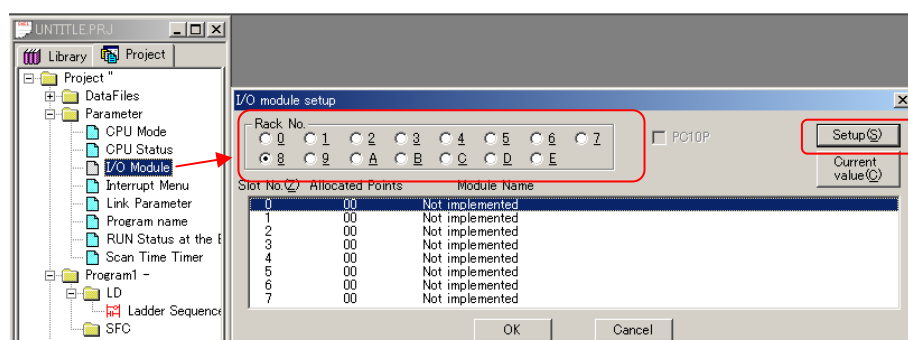 UNTITLE.PRJ
Library Project
Project "
DataFiles
Parameter
CPU Mode
CPU Status
I/O Module
Interrupt Menu
Link Parameter
Program name
RUN Status at the E
Scan Time Timer
Program1 -
LD
Ladder Sequence
SFC
I/O module setup
Rack No.
0 1 2 3 4 5 6 7
8 9 A B C D E
PC10P
Setup(S)
Current
value(C)
Slot No.(Z) Allocated Points Module Name
0 00 Not implemented
1 00 Not implemented
2 00 Not implemented
3 00 Not implemented
4 00 Not implemented
5 00 Not implemented
6 00 Not implemented
7 00 Not implemented
OK Cancel